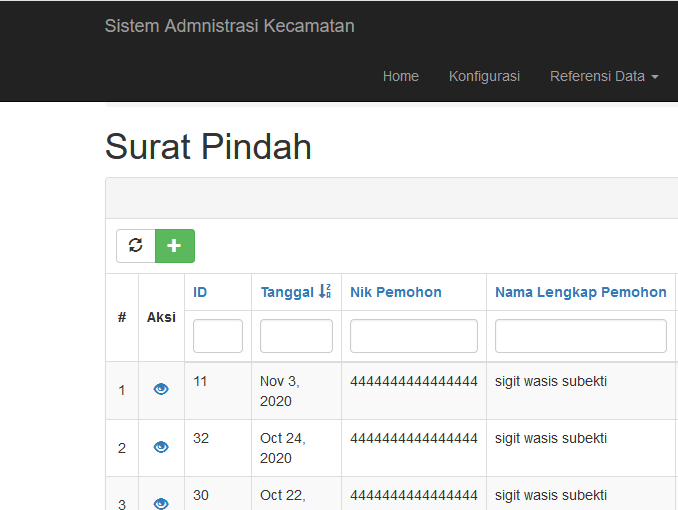 Sistem Admnistrasi Kecamatan
Home Konfigurasi Referensi Data
Surat Pindah
# Aksi ID Tanggal Nik Pemohon Nama Lengkap Pemohon
1 11 Nov 3, 2020 4444444444444444 sigit wasis subekti
2 32 Oct 24, 2020 4444444444444444 sigit wasis subekti
3 30 Oct 22, 4444444444444444 sigit wasis subekti